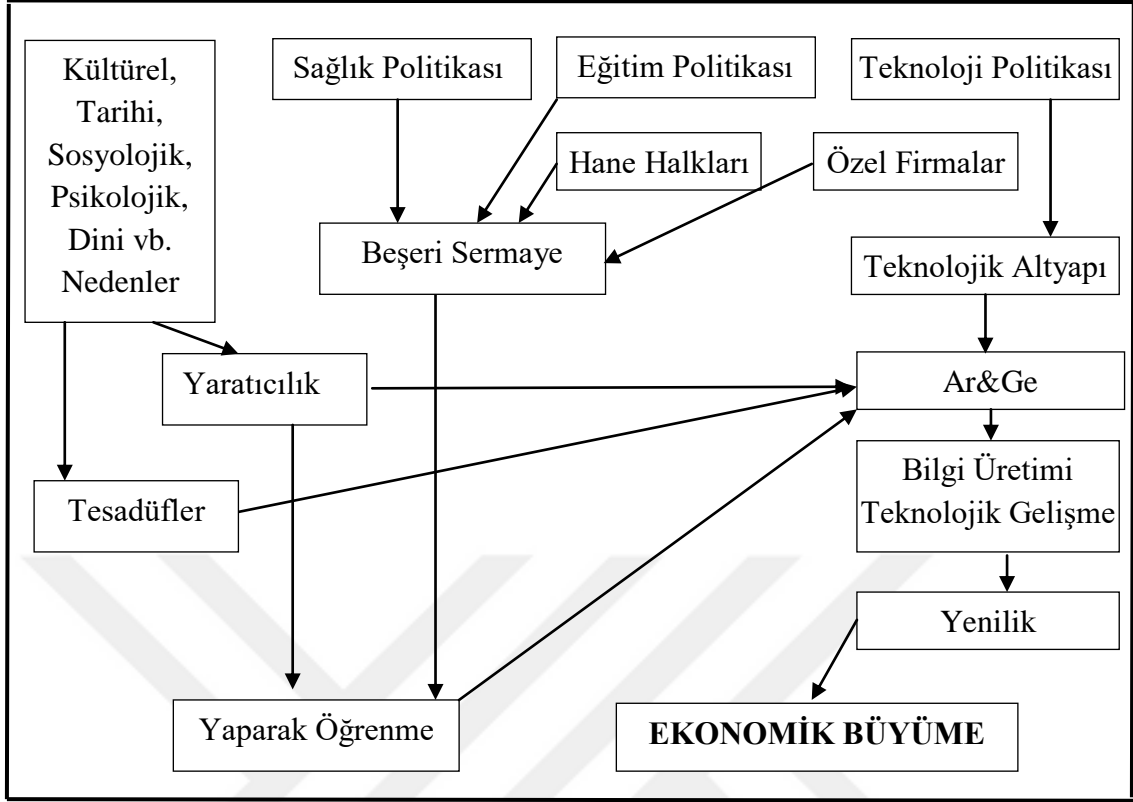 Kültürel,
Tarihi,
Sosyolojik,
Psikolojik,
Dini vb.
Nedenler
Sağlık Politikası
Eğitim Politikası
Teknoloji Politikası
Hane Halkları
Özel Firmalar
Beşeri Sermaye
Teknolojik Altyapı
Yaratıcılık
Ar&Ge
Tesadüfler
Bilgi Üretimi
Teknolojik Gelişme
Yenilik
Yaparak Öğrenme
EKONOMİK BÜYÜME